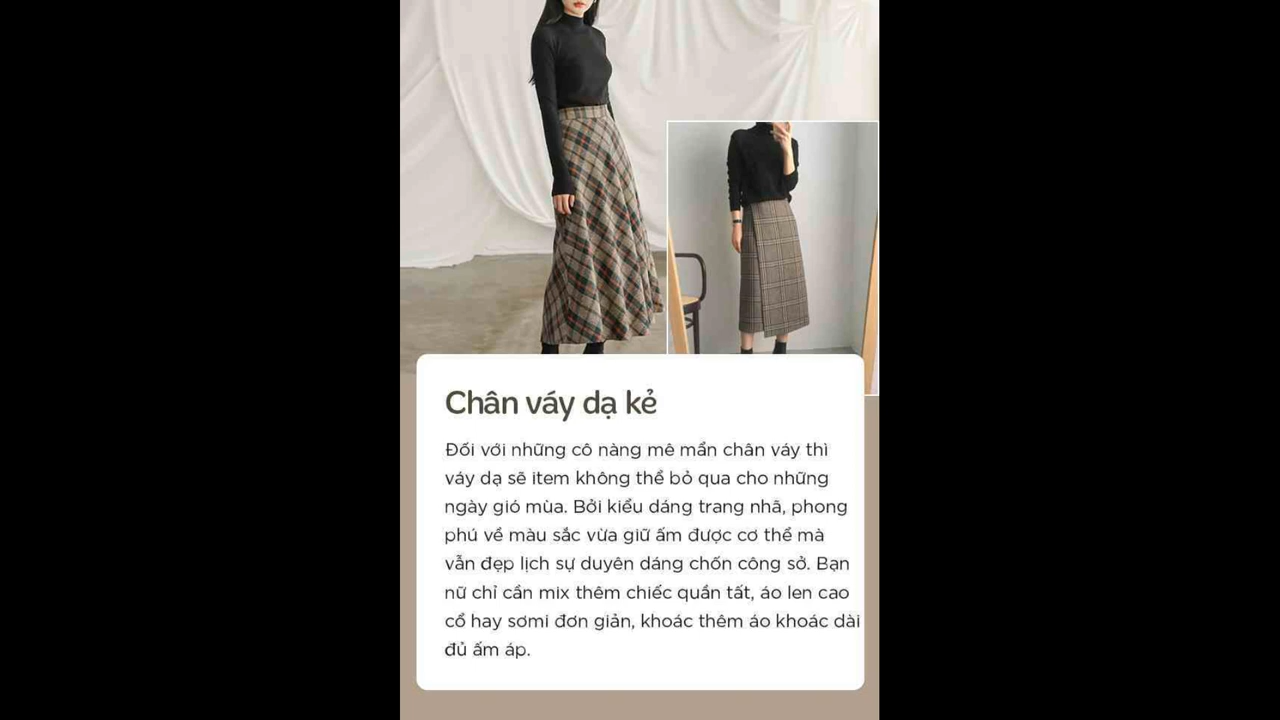 Chân váy dạ kẻ
Đối với những cô nàng mê mẩn chân váy thì
váy dạ sẽ item không thể bỏ qua cho những
ngày gió mùa. Bởi kiểu dáng trang nhã, phong
phú về màu sắc vừa giữ ấm được cơ thể mà
vẫn đẹp lịch sự duyên dáng chốn công sở. Bạn
nữ chỉ cần mix thêm chiếc quần tất, áo len cao
cổ hay sơmi đơn giản, khoác thêm áo khoác dài
đủ ấm áp.